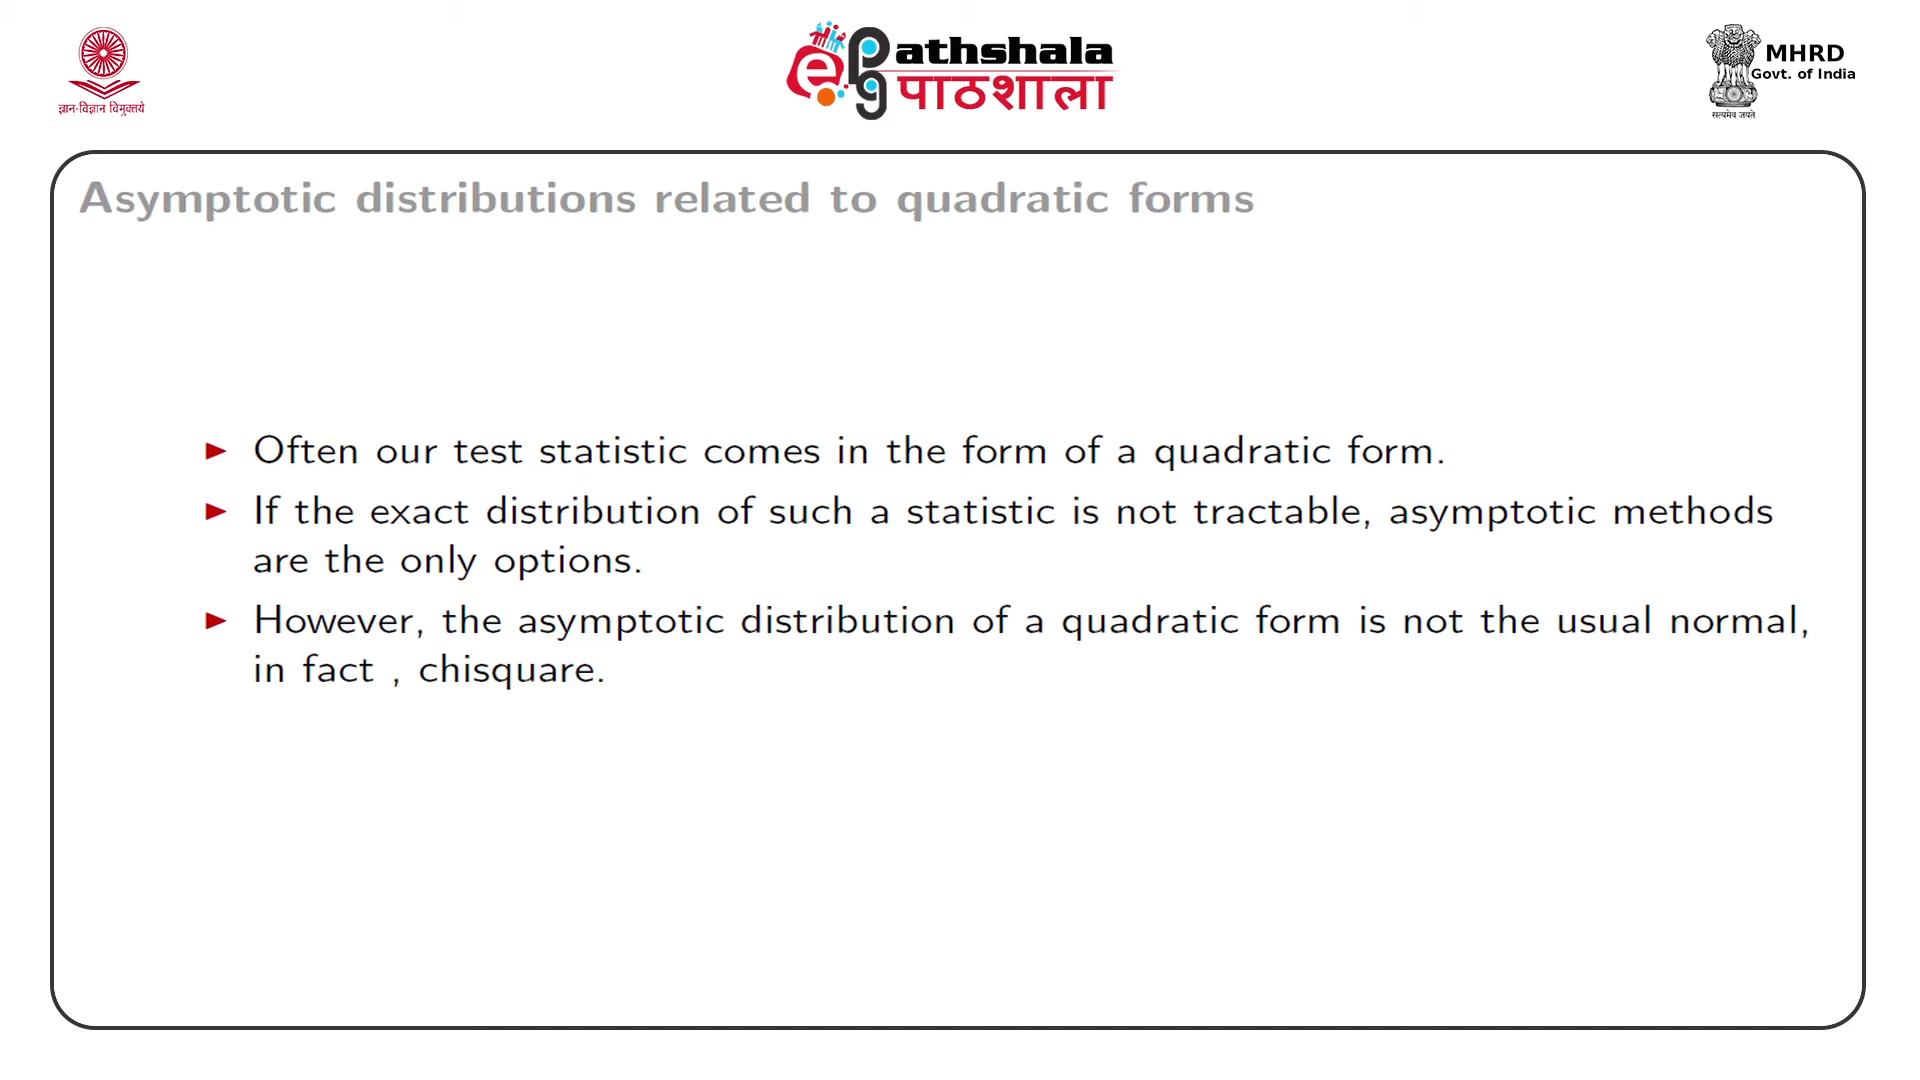 ज्ञान-विज्ञान विमुक्तये
ePathshala
पाठशाला
MHRD
Govt. of India
सत्यमेव जयते
Asymptotic distributions related to quadratic forms
► Often our test statistic comes in the form of a quadratic form.
► If the exact distribution of such a statistic is not tractable, asymptotic methods
are the only options.
► However, the asymptotic distribution of a quadratic form is not the usual normal,
in fact , chisquare.